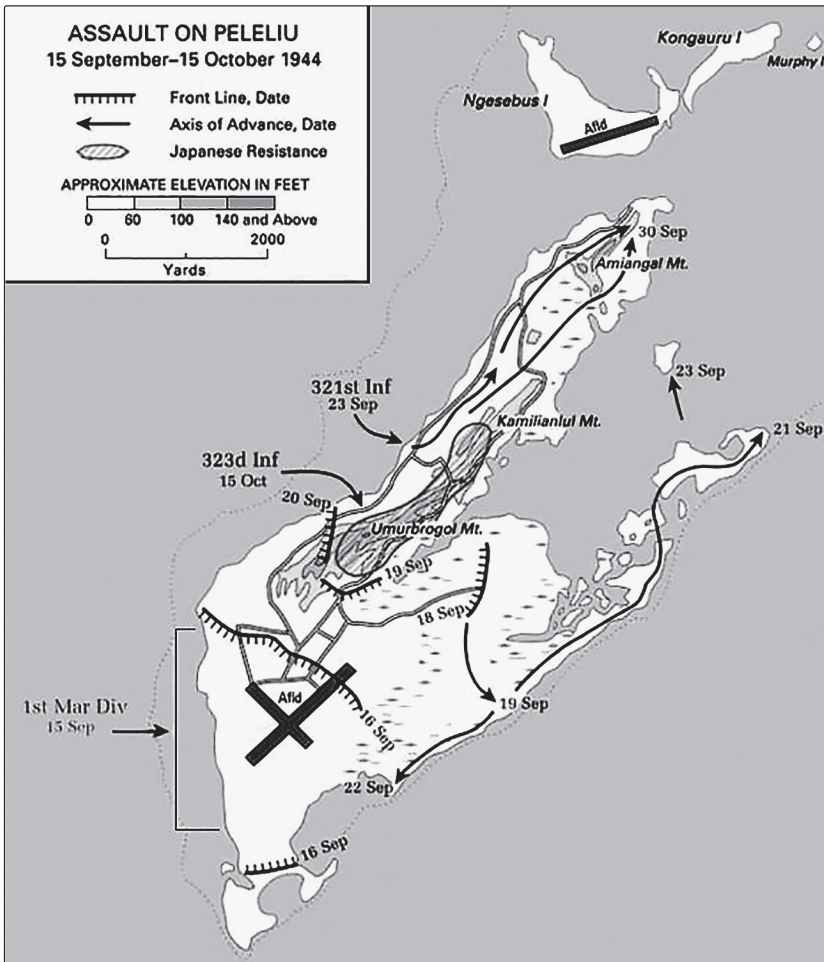 ASSAULT ON PELELIU
15 September–15 October 1944
Front Line, Date
Axis of Advance, Date
Japanese Resistance
APPROXIMATE ELEVATION IN FEET
0 60 100 140 and Above
0 2000
Yards
Kongauru I
Murphy I
Ngesebus I
Afld
30 Sep
Amiangal Mt.
321st Inf
23 Sep
23 Sep
Kamilianlul Mt.
21 Sep
323d Inf
15 Oct
20 Sep
Umurbrogol Mt.
19 Sep
18 Sep
1st Mar Div
15 Sep
Afld
16 Sep
19 Sep
22 Sep
16 Sep